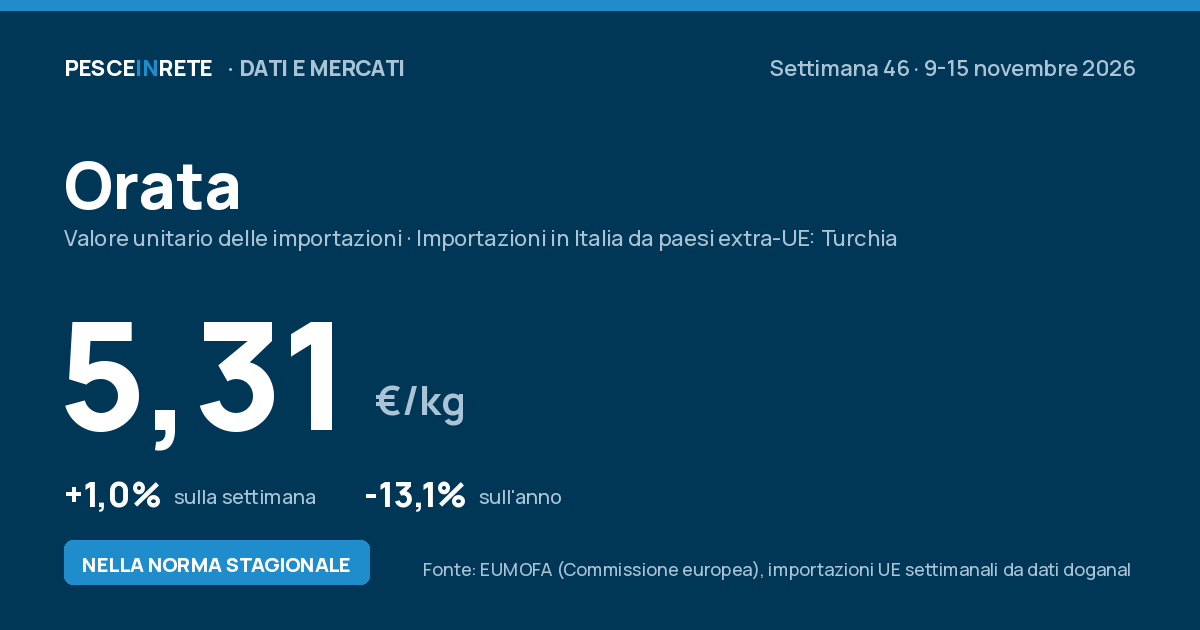 PESCEINRETE · DATI E MERCATI
Settimana 46 · 9-15 novembre 2026
Orata
Valore unitario delle importazioni · Importazioni in Italia da paesi extra-UE: Turchia
5,31 €/kg
+1,0% sulla settimana -13,1% sull'anno
NELLA NORMA STAGIONALE
Fonte: EUMOFA (Commissione europea), importazioni UE settimanali da dati doganal